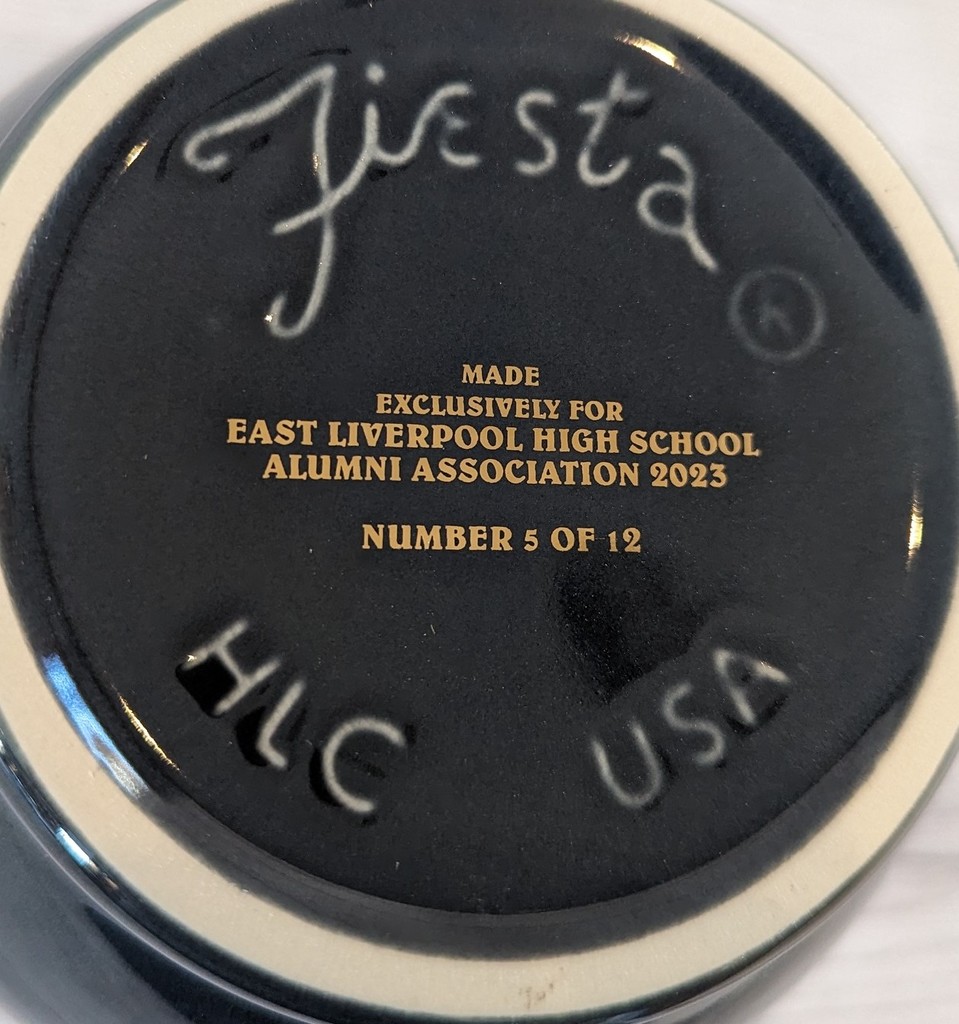 Fiesta
®
MADE
EXCLUSIVELY FOR
EAST LIVERPOOL HIGH SCHOOL
ALUMNI ASSOCIATION 2023
NUMBER 5 OF 12
HLC
USA